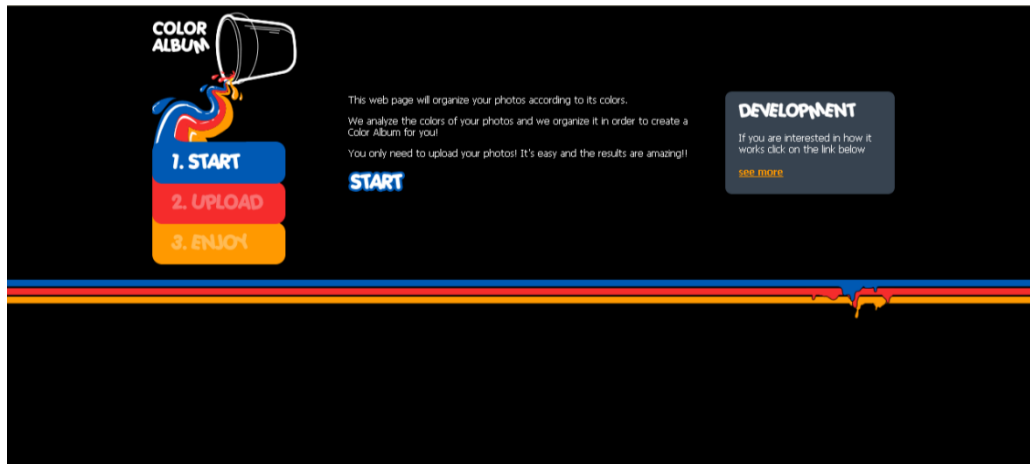 COLOR
ALBUM
1. START
2. UPLOAD
3. ENJOY
This web page will organize your photos according to its colors.
We analyze the colors of your photos and we organize it in order to create a
Color Album for you!
You only need to upload your photos! It's easy and the results are amazing!!
START
DEVELOPMENT
If you are interested in how it
works click on the link below
see more